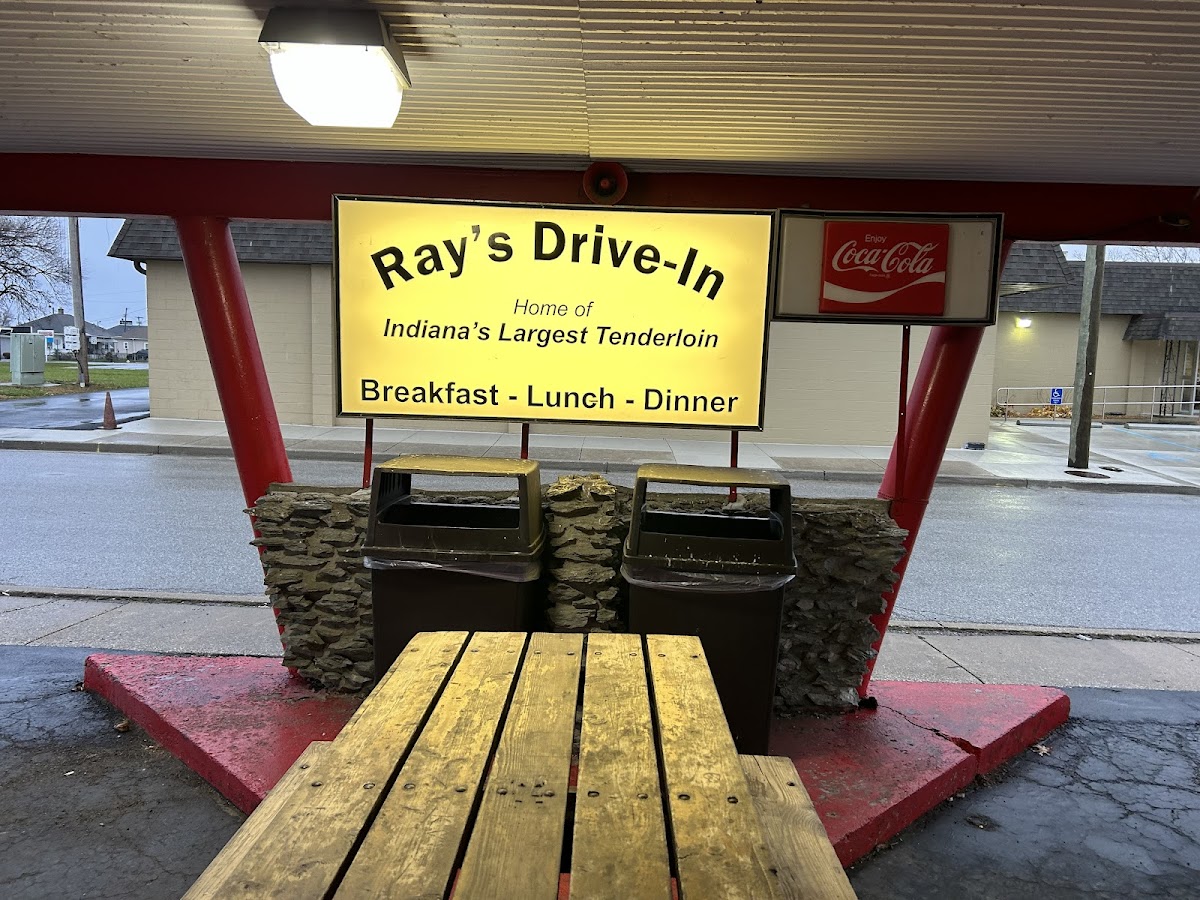 Ray's Drive-In
Home of
Indiana's Largest Tenderloin
Breakfast - Lunch - Dinner
Enjoy
Coca-Cola